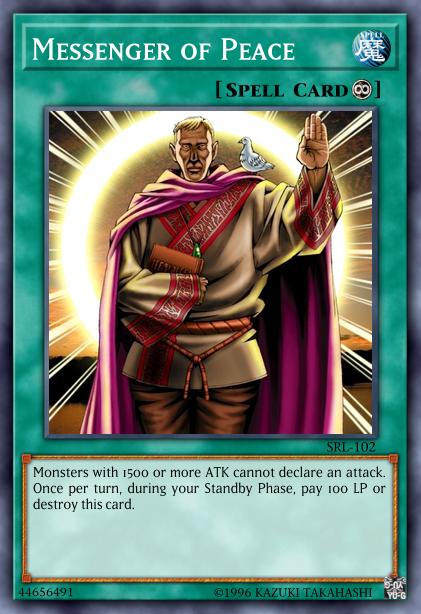 Messenger of Peace
SPELL
魔
[Spell Card]
SRL-102
Monsters with 1500 or more ATK cannot declare an attack.
Once per turn, during your Standby Phase, pay 100 LP or
destroy this card.
44656491
©1996 KAZUKI TAKAHASHI